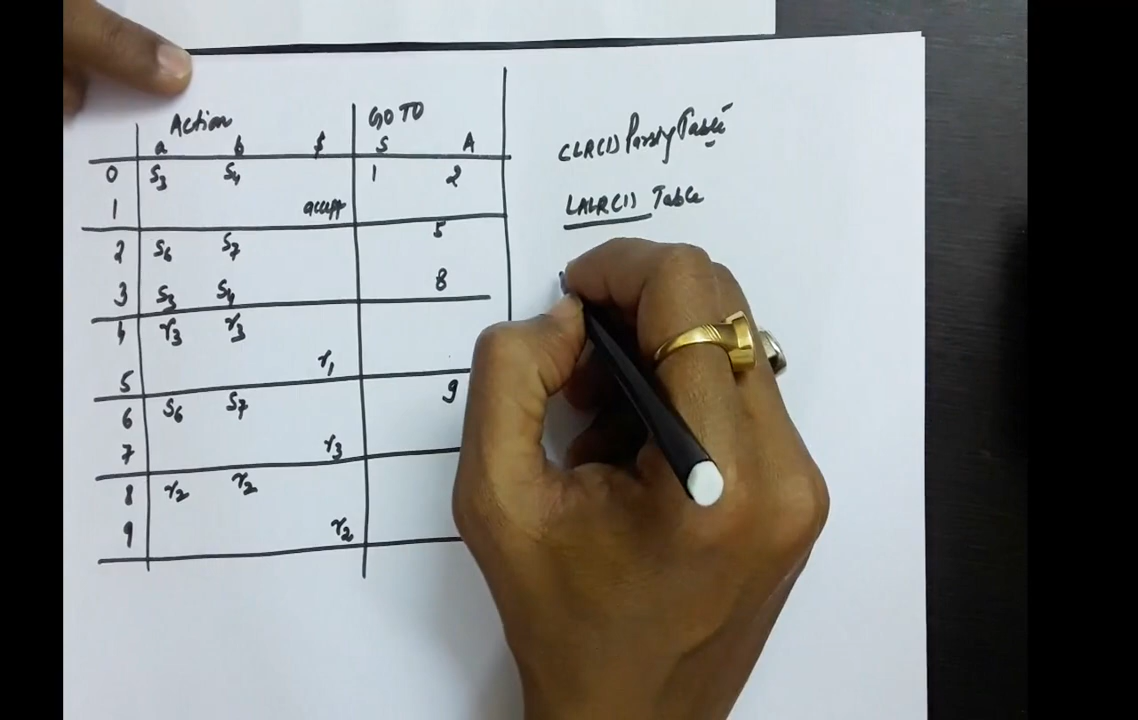 Action GO TO
a b $ S A
0 S3 S4 1 2
1 accept
2 S6 S7 5
3 S3 S4 8
4 r3 r3
5 r1
6 S6 S7 9
7 r3
8 r2 r2
9 r2
CLR(1) Parsing Table
LALR(1) Table